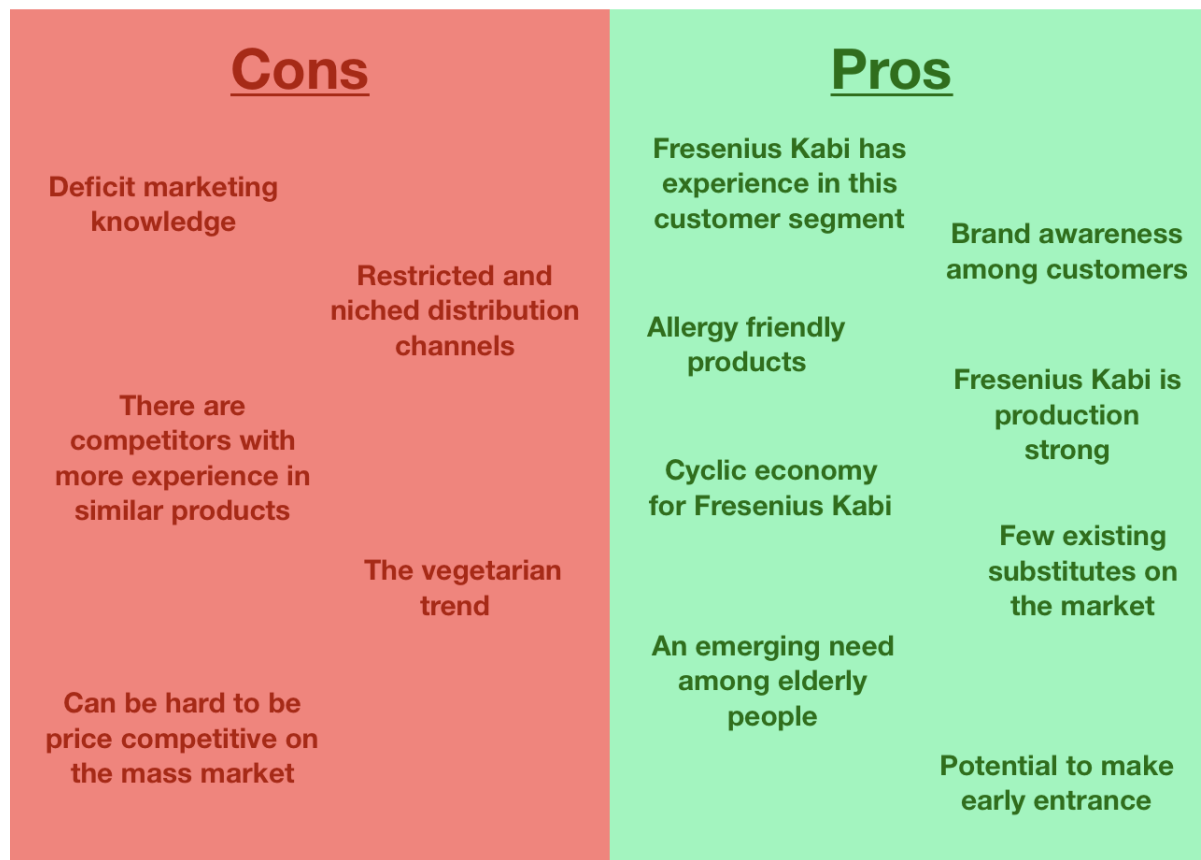 Cons
Deficit marketing
knowledge
Restricted and
niched distribution
channels
There are
competitors with
more experience in
similar products
The vegetarian
trend
Can be hard to be
price competitive on
the mass market
Pros
Fresenius Kabi has
experience in this
customer segment
Brand awareness
among customers
Allergy friendly
products
Fresenius Kabi is
production
strong
Cyclic economy
for Fresenius Kabi
Few existing
substitutes on
the market
An emerging need
among elderly
people
Potential to make
early entrance